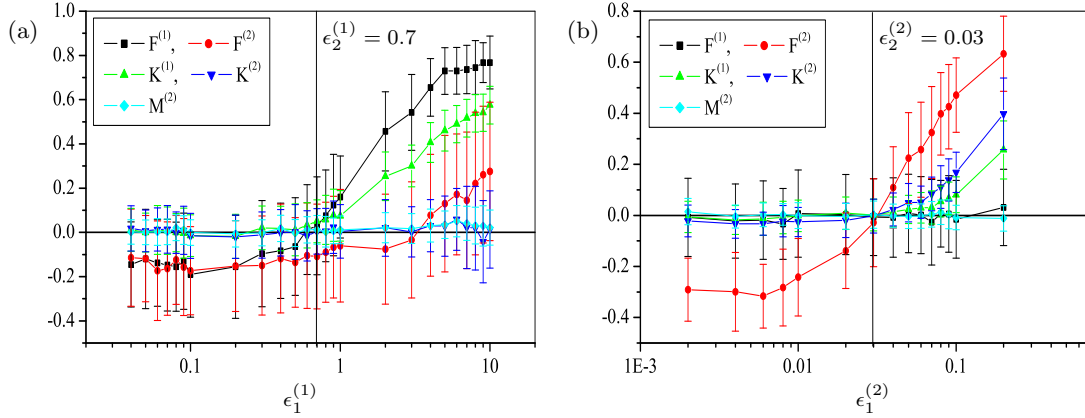 (a)
1.0
0.8
0.6
0.4
0.2
0.0
-0.2
-0.4
F(1), F(2)
K(1), K(2)
M(2)
ϵ₂⁽¹⁾ = 0.7
0.1 1 10
ϵ₁⁽¹⁾
(b)
0.8
0.6
0.4
0.2
0.0
-0.2
-0.4
F(1), F(2)
K(1), K(2)
M(2)
ϵ₂⁽²⁾ = 0.03
1E-3 0.01 0.1
ϵ₁⁽²⁾